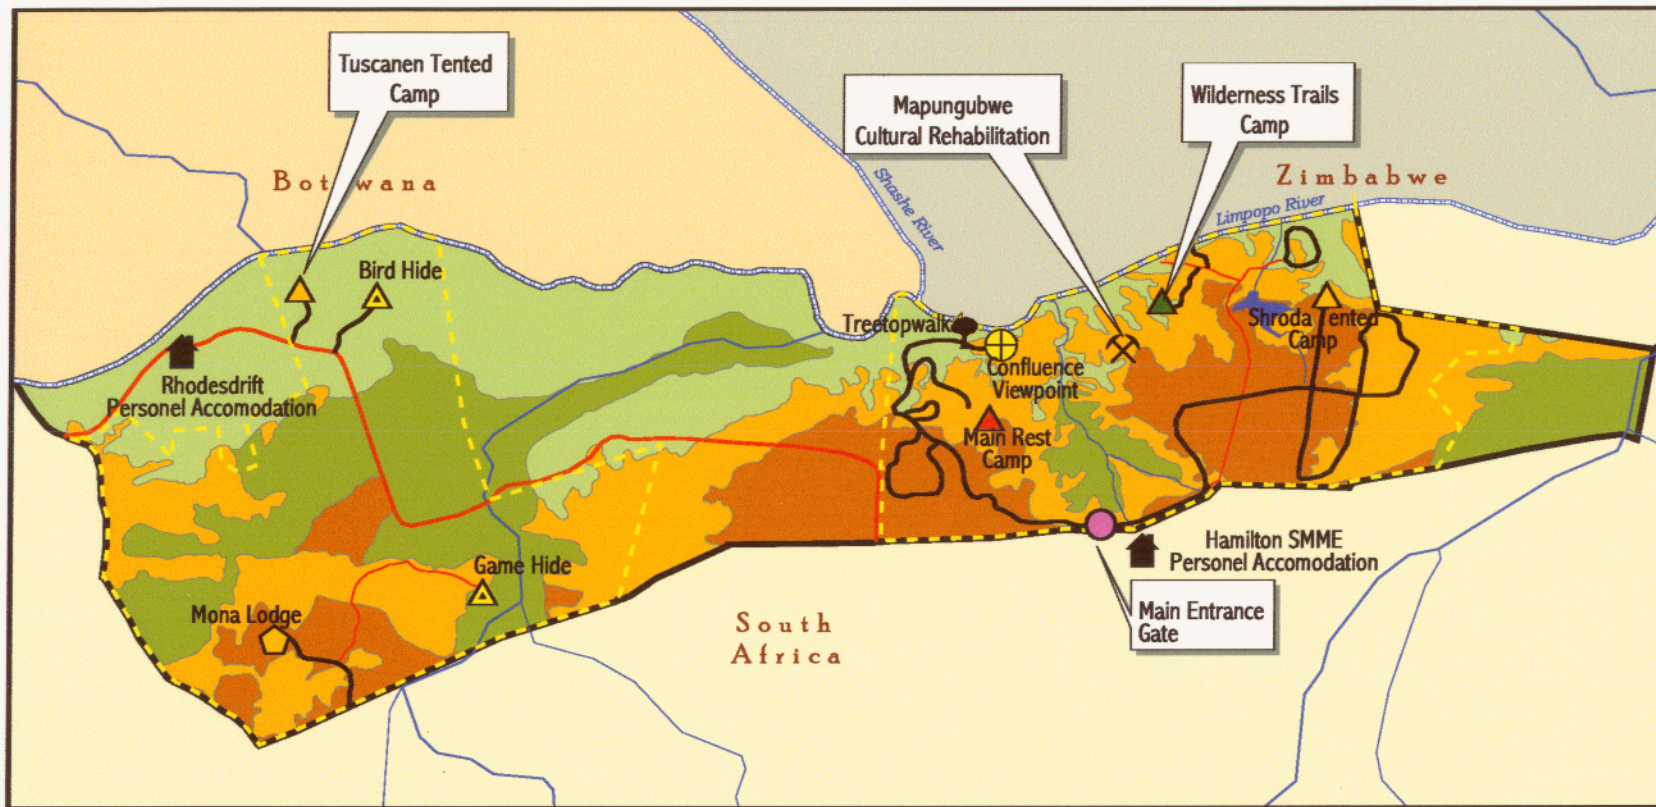 Tuscanen Tented
Camp
Mapungubwe
Cultural Rehabilitation
Wilderness Trails
Camp
Botswana
Zimbabwe
Shashe River
Limpopo River
Bird Hide
Treetopwalk
Shroda Tented
Camp
Confluence
Viewpoint
Rhodesdrift
Personel Accomodation
Main Rest
Camp
Game Hide
Hamilton SMME
Personel Accomodation
Mona Lodge
Main Entrance
Gate
South
Africa